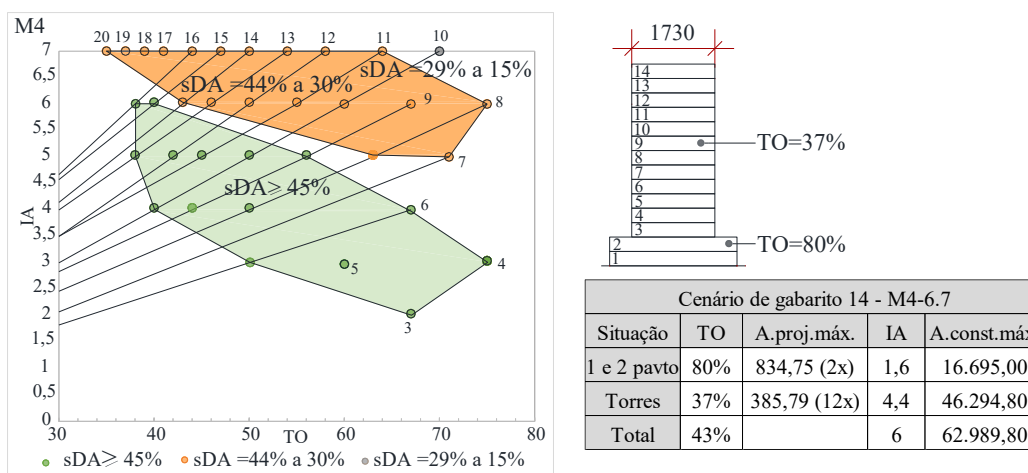 M4
7
6,5
6
5,5
5
4,5
4
3,5
3
2,5
2
1,5
1
0,5
0
IA
20 19 18 17 16 15 14 13 12 11 10
sDA =29% a 15%
sDA =44% a 30%
9
8
7
sDA≥ 45%
6
5
4
3
30 40 50 60 70 80
TO
sDA≥ 45% sDA =44% a 30% sDA =29% a 15%
1730
14
13
12
11
10
9
8
7
6
5
4
3
2
1
TO=37%
TO=80%
Cenário de gabarito 14 - M4-6.7
Situação TO A.proj.máx. IA A.const.máx
1 e 2 pavto 80% 834,75 (2x) 1,6 16.695,00
Torres 37% 385,79 (12x) 4,4 46.294,80
Total 43% 6 62.989,80